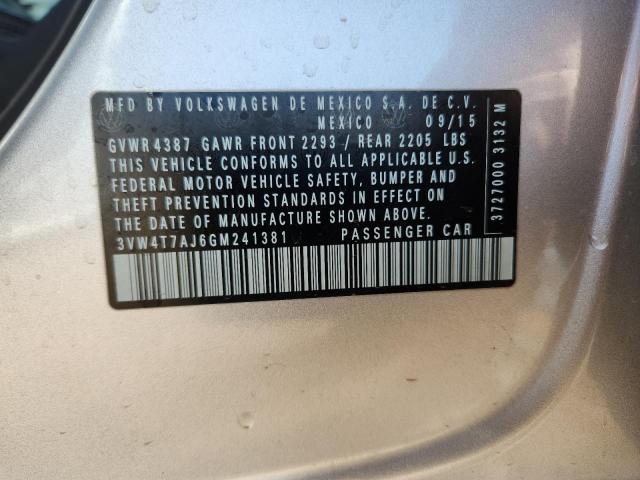 MFD BY VOLKSWAGEN DE MEXICO S.A. DE C.V.
MEXICO 09/15
GVWR 4387 GAWR FRONT 2293 / REAR 2205 LBS
THIS VEHICLE CONFORMS TO ALL APPLICABLE U.S.
FEDERAL MOTOR VEHICLE SAFETY, BUMPER AND
THEFT PREVENTION STANDARDS IN EFFECT ON
THE DATE OF MANUFACTURE SHOWN ABOVE.
3VW4T7AJ6GM241381 PASSENGER CAR
3727000 3132 M